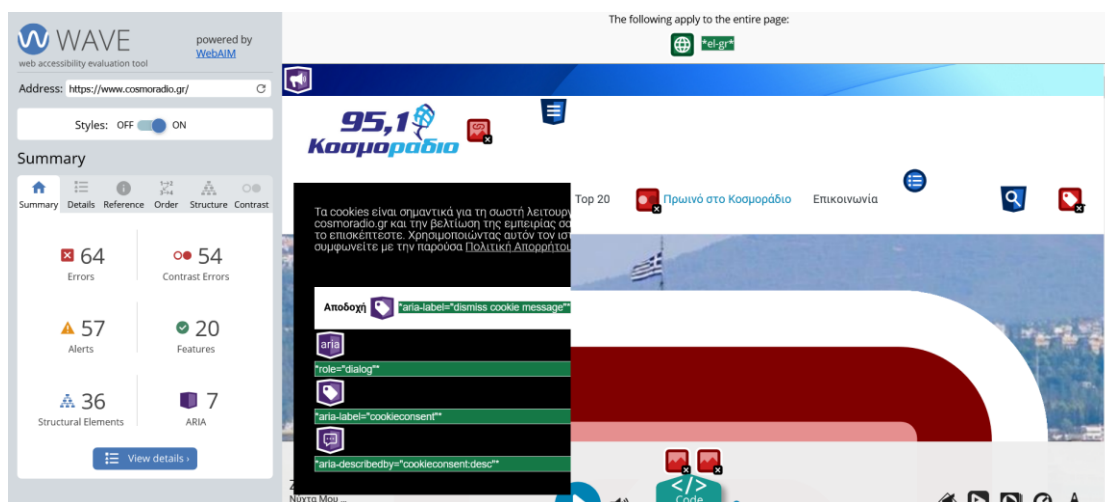 WAVE
powered by
WebAIM
web accessibility evaluation tool
Address: https://www.cosmoradio.gr/
Styles: OFF ON
Summary
Summary Details Reference Order Structure Contrast
64
Errors
54
Contrast Errors
57
Alerts
20
Features
36
Structural Elements
7
ARIA
View details ›
The following apply to the entire page:
*el-gr*
95,1
Κοσμοράδιο
Top 20
Πρωινό στο Κοσμοράδιο
Επικοινωνία
Τα cookies είναι σημαντικά για τη σωστή λειτουργ
cosmoradio.gr και την βελτίωση της εμπειρίας σα
το επισκέπτεστε. Χρησιμοποιώντας αυτόν τον ιστ
συμφωνείτε με την παρούσα Πολιτική Απορρήτου
Αποδοχή *aria-label="dismiss cookie message"*
aria
*role="dialog"*
*aria-label="cookieconsent"*
*aria-describedby="cookieconsent:desc"*
Νύχτα Μου ...
</>
Code